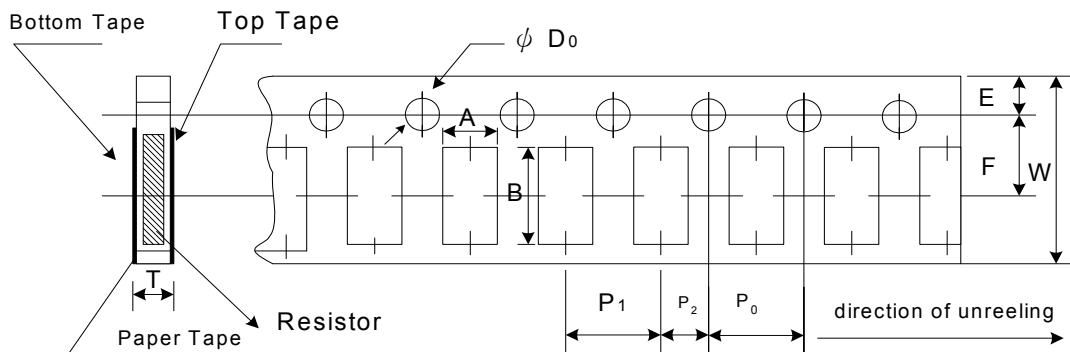 Bottom Tape
Top Tape
ψ D0
E
A
F
W
B
T
P1
P2
P0
direction of unreeling
Resistor
Paper Tape